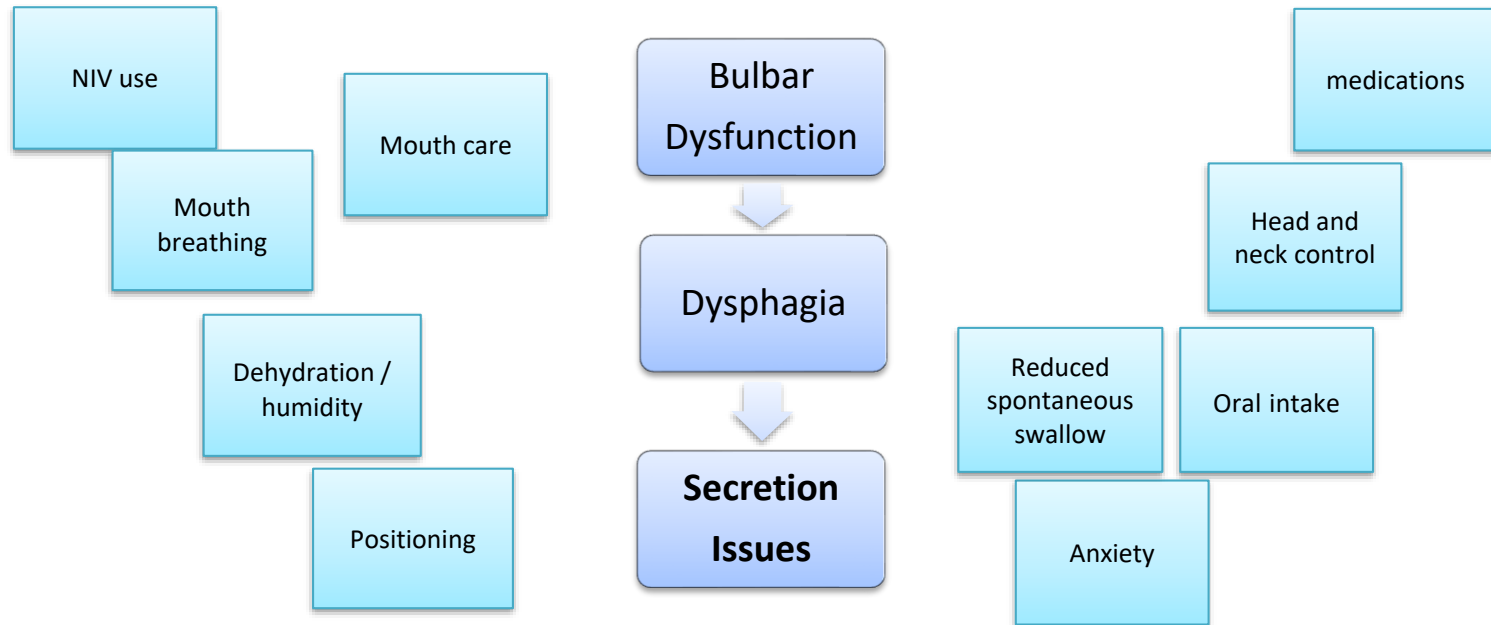 NIV use
Mouth care
Mouth
breathing
Dehydration /
humidity
Positioning
Bulbar
Dysfunction
Dysphagia
Secretion
Issues
medications
Head and
neck control
Reduced
spontaneous
swallow
Oral intake
Anxiety